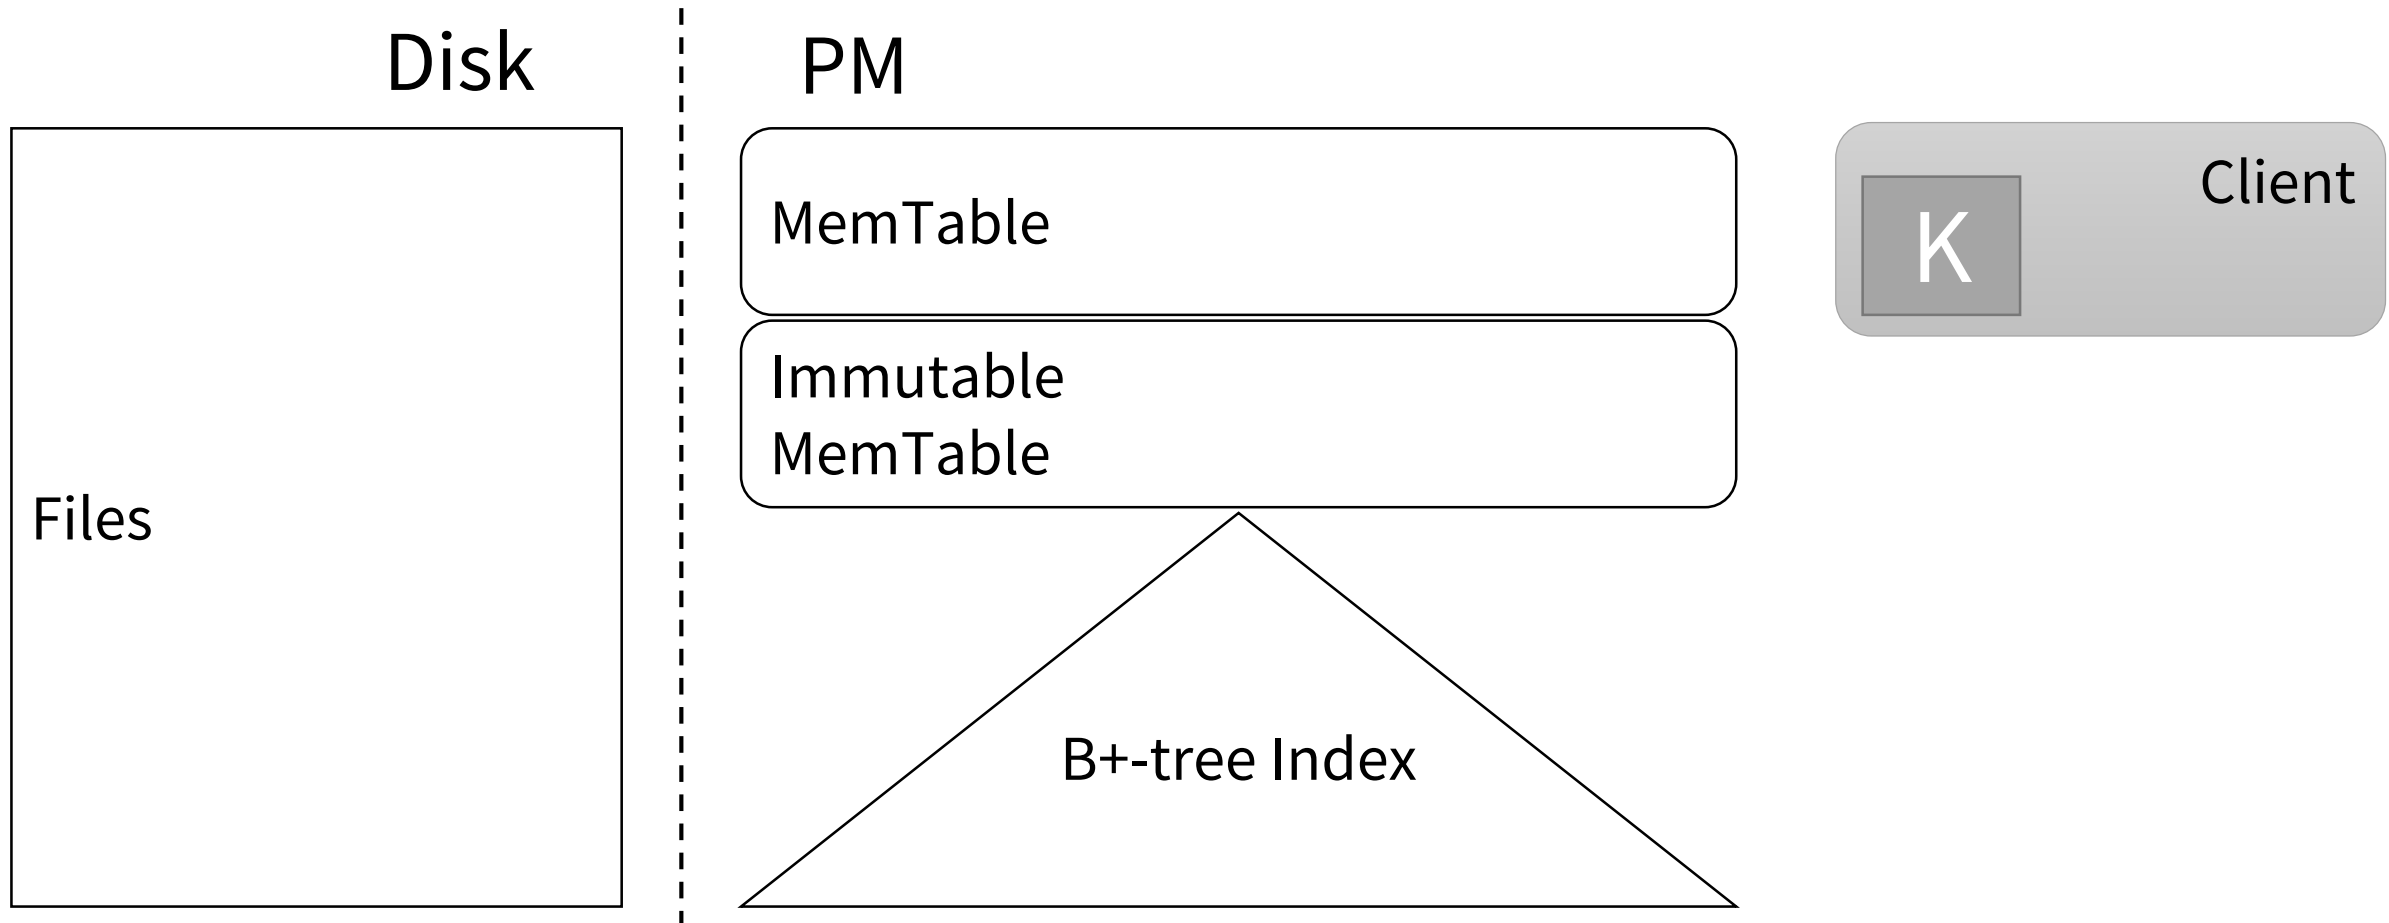 Disk
PM
MemTable
Client
K
Immutable
MemTable
Files
B+-tree Index